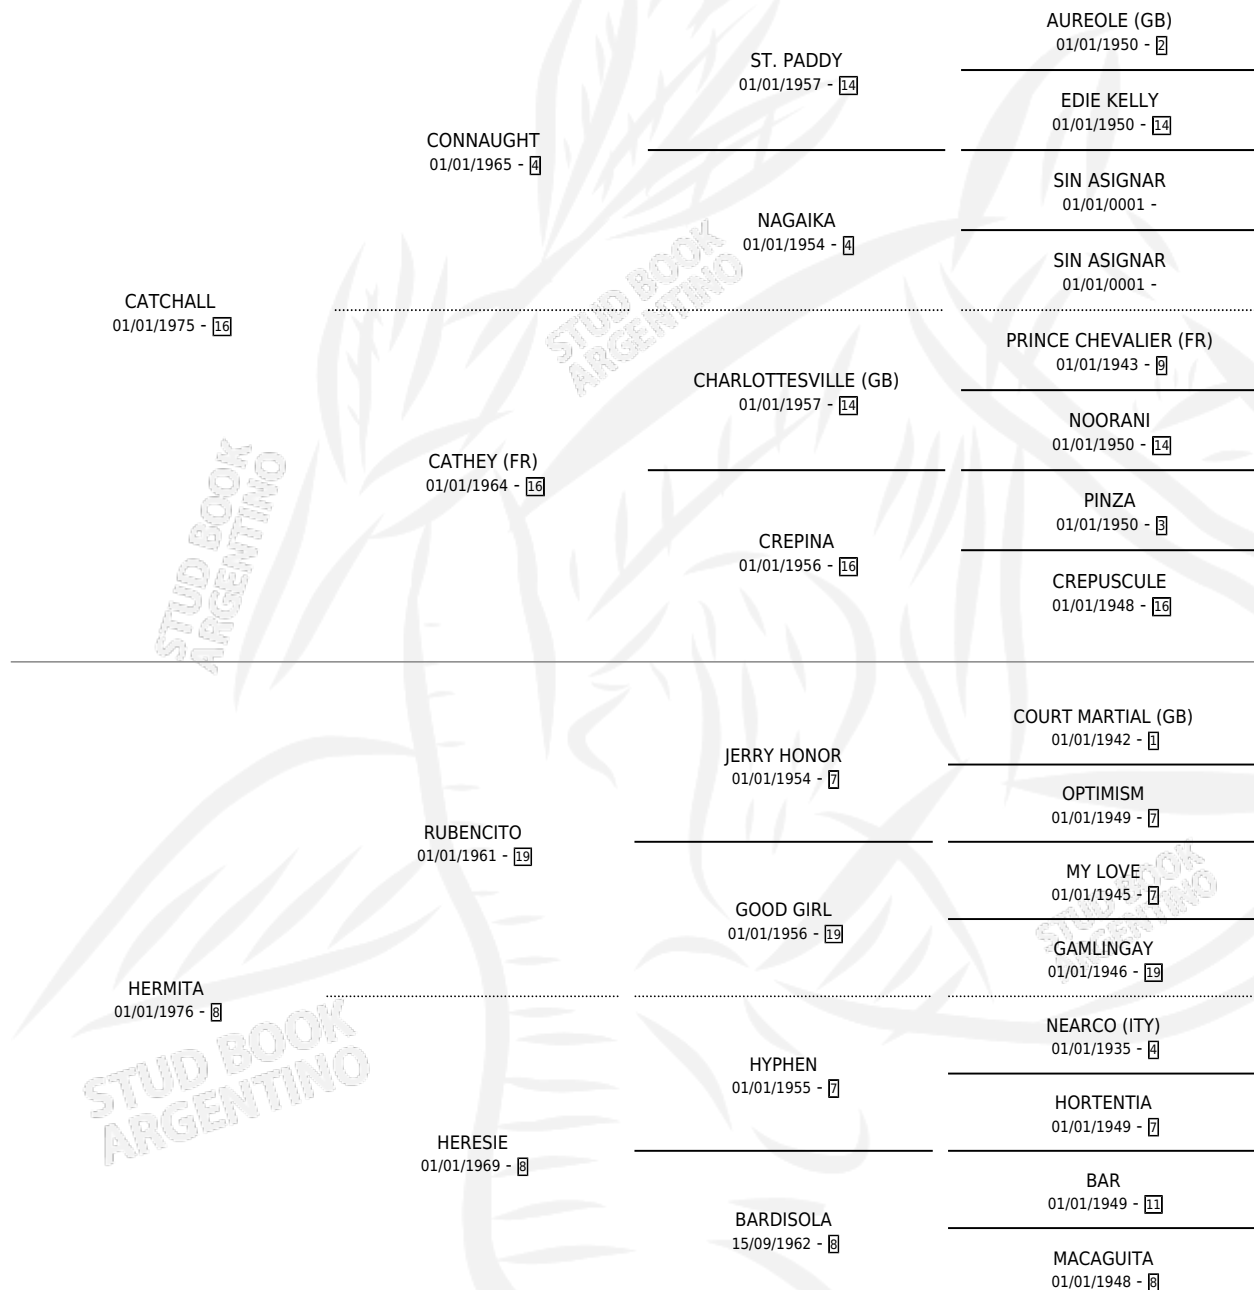 AUREOLE (GB)
01/01/1950 - 2
ST. PADDY
01/01/1957 - 14
EDIE KELLY
01/01/1950 - 14
CONNAUGHT
01/01/1965 - 4
SIN ASIGNAR
01/01/0001 -
NAGAIKA
01/01/1954 - 4
SIN ASIGNAR
01/01/0001 -
CATCHALL
01/01/1975 - 16
PRINCE CHEVALIER (FR)
01/01/1943 - 9
CHARLOTTESVILLE (GB)
01/01/1957 - 14
NOORANI
01/01/1950 - 14
CATHEY (FR)
01/01/1964 - 16
PINZA
01/01/1950 - 3
CREPINA
01/01/1956 - 16
CREPUSCULE
01/01/1948 - 16
STUD BOOK
ARGENTINO
STUD BOOK
ARGENTINO
COURT MARTIAL (GB)
01/01/1942 - 1
JERRY HONOR
01/01/1954 - 7
OPTIMISM
01/01/1949 - 7
RUBENCITO
01/01/1961 - 19
MY LOVE
01/01/1945 - 7
GOOD GIRL
01/01/1956 - 19
GAMLINGAY
01/01/1946 - 19
STUD BOOK
ARGENTINO
HERMITA
01/01/1976 - 8
NEARCO (ITY)
01/01/1935 - 4
HYPHEN
01/01/1955 - 7
HORTENTIA
01/01/1949 - 7
STUD BOOK
ARGENTINO
HERESIE
01/01/1969 - 8
BAR
01/01/1949 - 11
BARDISOLA
15/09/1962 - 8
MACAGUITA
01/01/1948 - 8